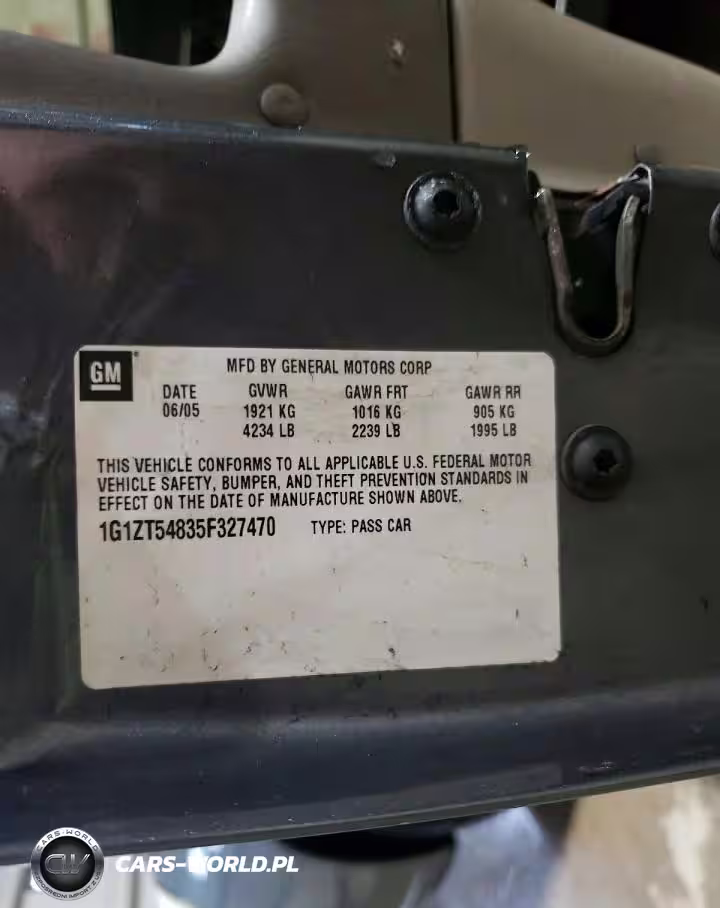 GM
MFD BY GENERAL MOTORS CORP
DATE GVWR GAWR FRT GAWR RR
06/05 1921 KG 1016 KG 905 KG
4234 LB 2239 LB 1995 LB
THIS VEHICLE CONFORMS TO ALL APPLICABLE U.S. FEDERAL MOTOR
VEHICLE SAFETY, BUMPER, AND THEFT PREVENTION STANDARDS IN
EFFECT ON THE DATE OF MANUFACTURE SHOWN ABOVE.
1G1ZT54835F327470 TYPE: PASS CAR
CARS-WORLD
CW
CARS-WORLD.PL